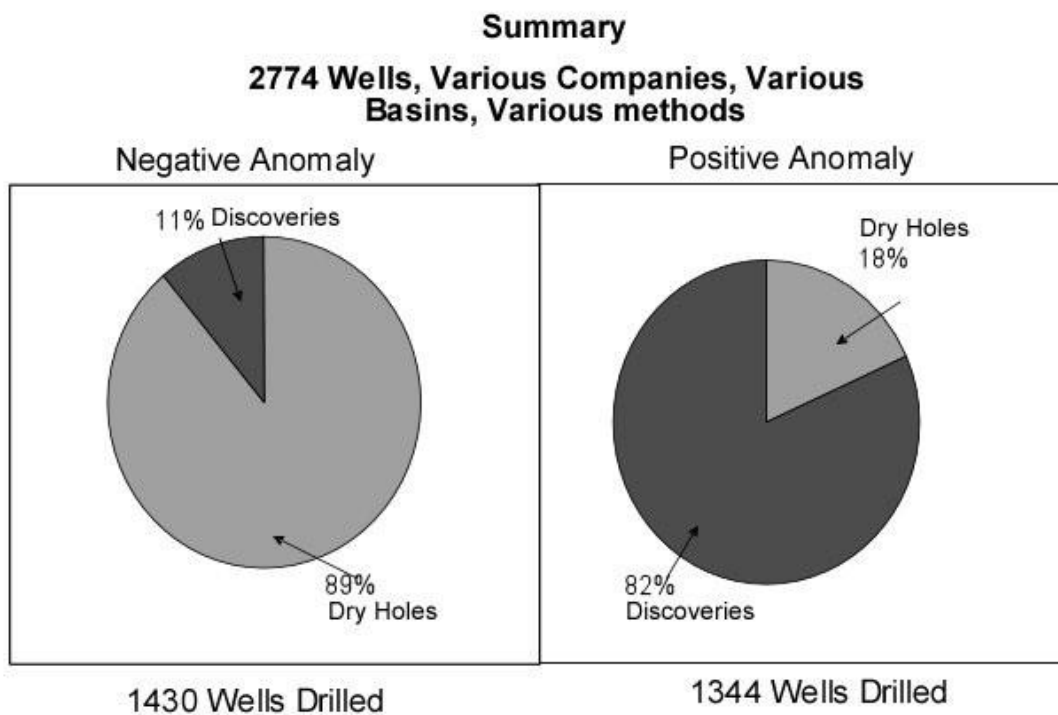 Summary
2774 Wells, Various Companies, Various
Basins, Various methods
Negative Anomaly
11% Discoveries
89%
Dry Holes
1430 Wells Drilled
Positive Anomaly
Dry Holes
18%
82%
Discoveries
1344 Wells Drilled